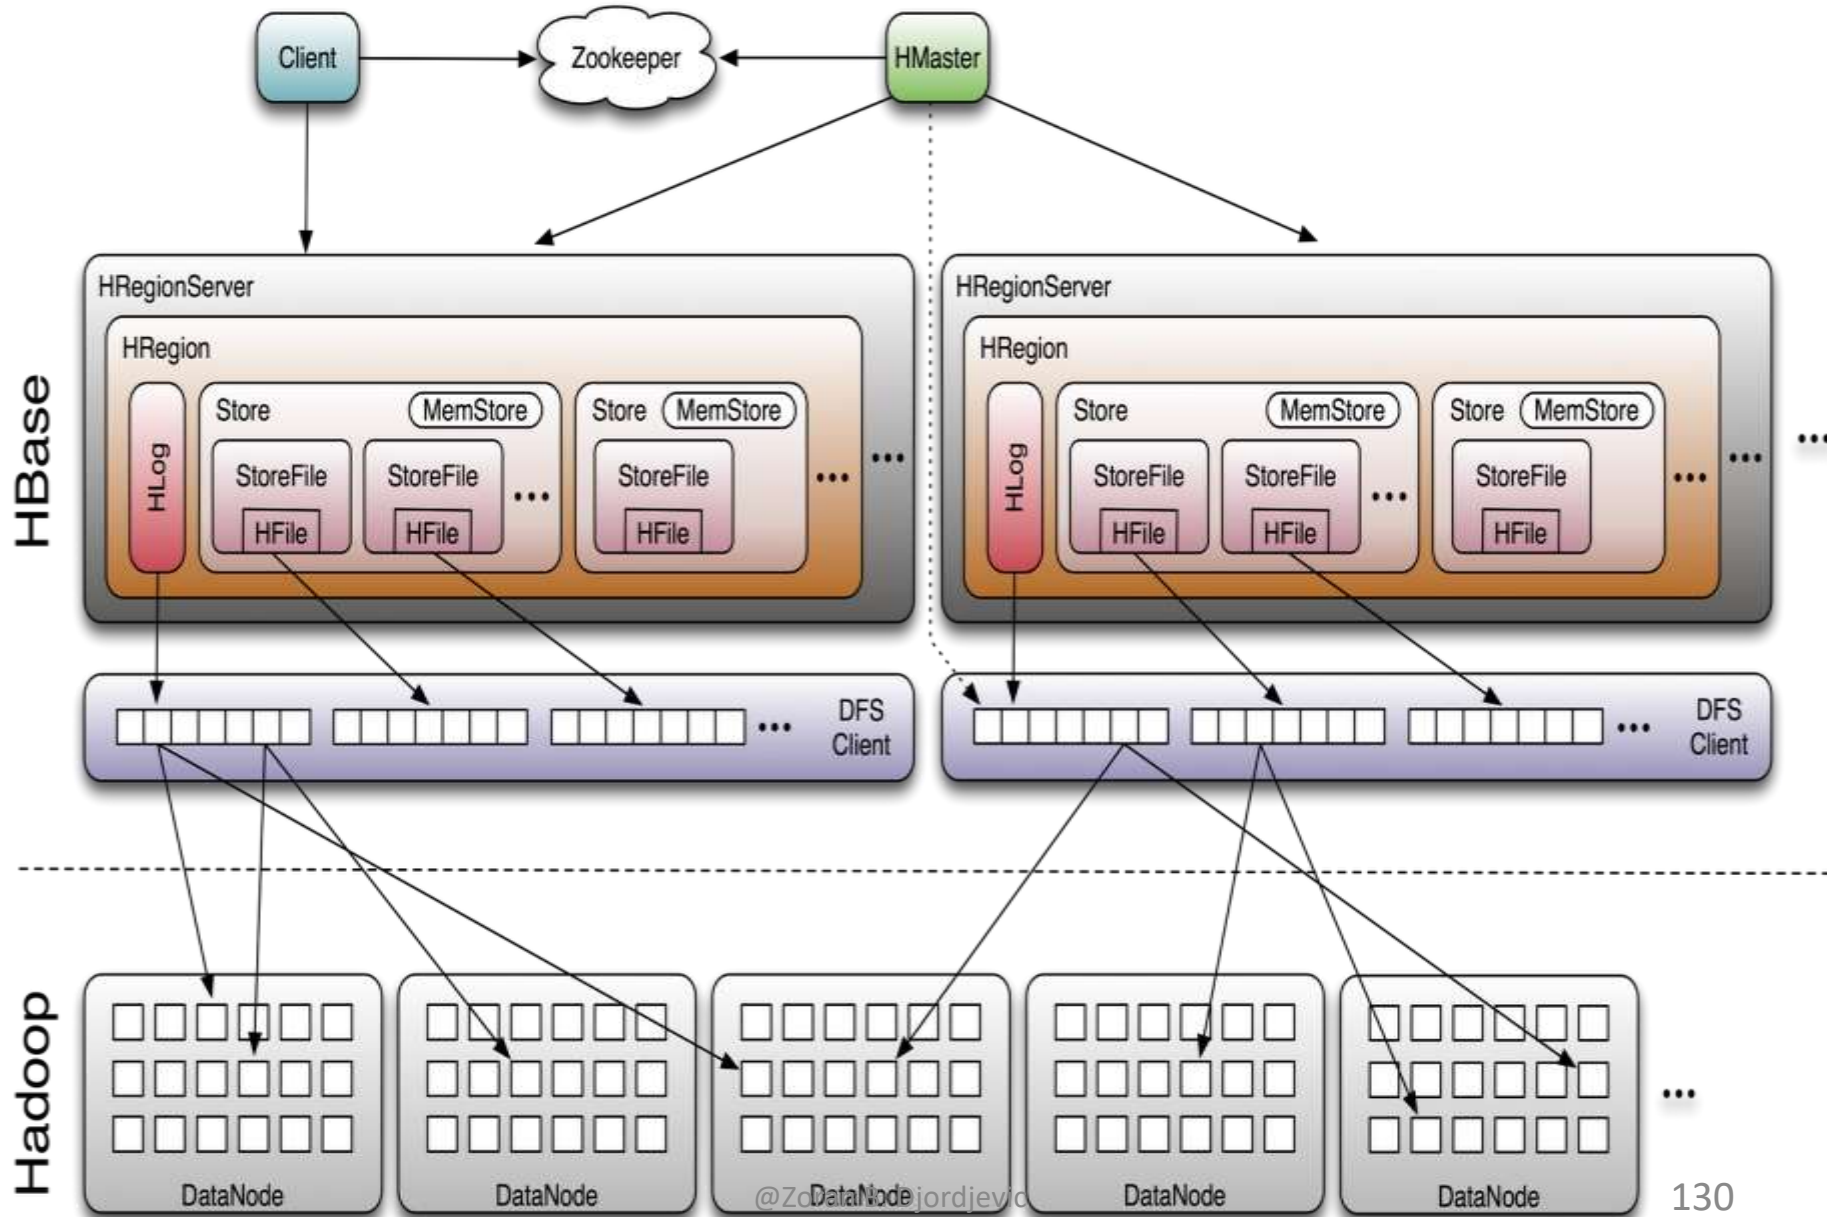 Client
Zookeeper
HMaster
HBase
HRegionServer
HRegion
HLog
Store
MemStore
StoreFile
HFile
StoreFile
HFile
...
Store
MemStore
StoreFile
HFile
...
...
HRegionServer
HRegion
HLog
Store
MemStore
StoreFile
HFile
StoreFile
HFile
...
Store
MemStore
StoreFile
HFile
...
...
...
...
DFS
Client
...
DFS
Client
Hadoop
DataNode
DataNode
DataNode
DataNode
DataNode
...
130